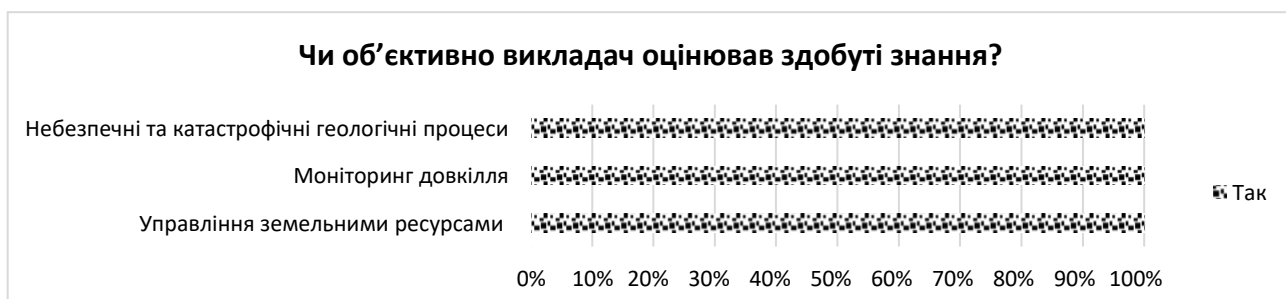 Чи об’єктивно викладач оцінював здобуті знання?
Небезпечні та катастрофічні геологічні процеси
Моніторинг довкілля
Управління земельними ресурсами
Так
0% 10% 20% 30% 40% 50% 60% 70% 80% 90% 100%